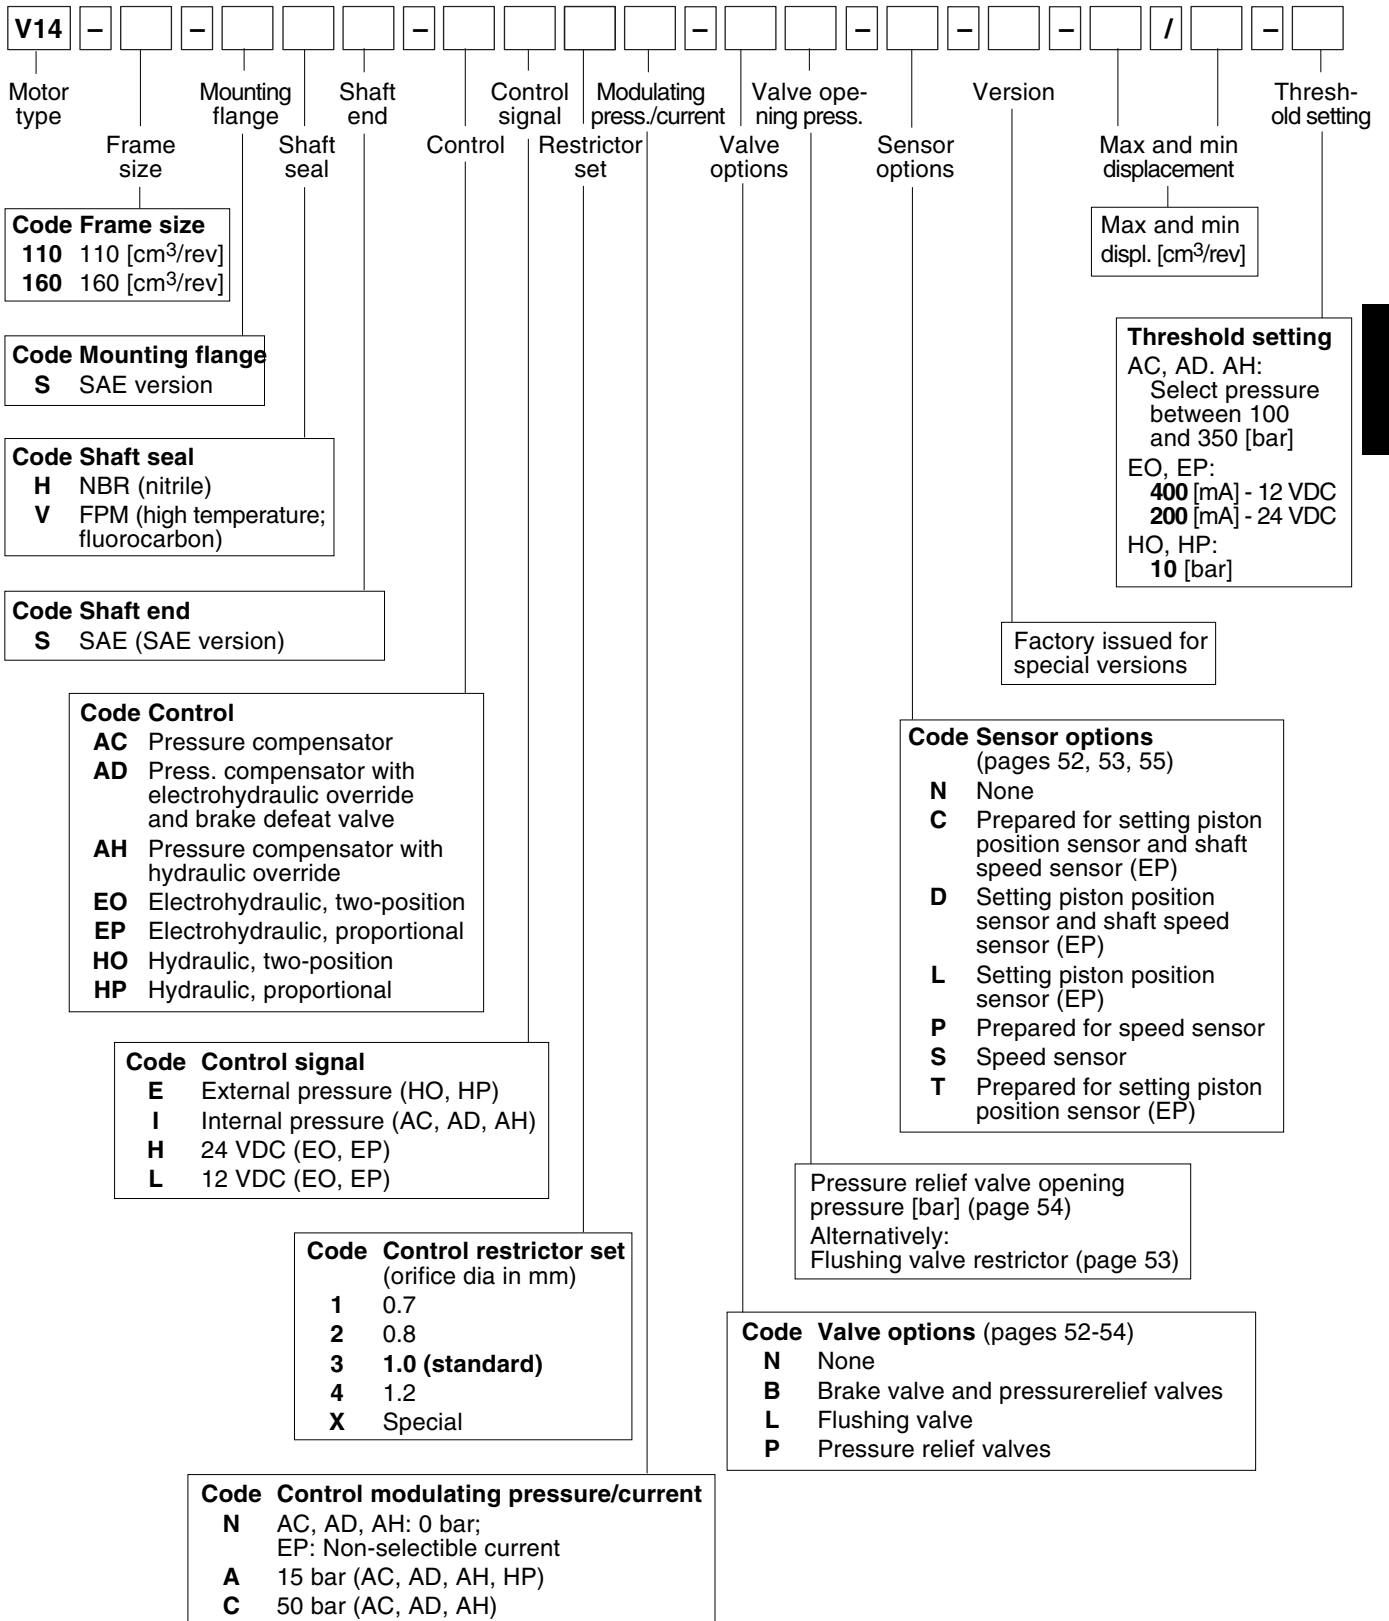 V14 – – – – – – – / –
Motor
type
Frame
size
Mounting
flange
Shaft
seal
Shaft
end
Control
Control
signal
Restrictor
set
Modulating
press./current
Valve
options
Valve ope-
ning press.
Sensor
options
Version
Max and min
displacement
Thresh-
old setting
Code Frame size
110 110 [cm³/rev]
160 160 [cm³/rev]
Max and min
displ. [cm³/rev]
Code Mounting flange
S SAE version
Threshold setting
AC, AD. AH:
Select pressure
between 100
and 350 [bar]
EO, EP:
400 [mA] - 12 VDC
200 [mA] - 24 VDC
HO, HP:
10 [bar]
Code Shaft seal
H NBR (nitrile)
V FPM (high temperature;
fluorocarbon)
Code Shaft end
S SAE (SAE version)
Factory issued for
special versions
Code Control
AC Pressure compensator
AD Press. compensator with
electrohydraulic override
and brake defeat valve
AH Pressure compensator with
hydraulic override
EO Electrohydraulic, two-position
EP Electrohydraulic, proportional
HO Hydraulic, two-position
HP Hydraulic, proportional
Code Sensor options
(pages 52, 53, 55)
N None
C Prepared for setting piston
position sensor and shaft
speed sensor (EP)
D Setting piston position
sensor and shaft speed
sensor (EP)
L Setting piston position
sensor (EP)
P Prepared for speed sensor
S Speed sensor
T Prepared for setting piston
position sensor (EP)
Code Control signal
E External pressure (HO, HP)
I Internal pressure (AC, AD, AH)
H 24 VDC (EO, EP)
L 12 VDC (EO, EP)
Pressure relief valve opening
pressure [bar] (page 54)
Alternatively:
Flushing valve restrictor (page 53)
Code Control restrictor set
(orifice dia in mm)
1 0.7
2 0.8
3 1.0 (standard)
4 1.2
X Special
Code Valve options (pages 52-54)
N None
B Brake valve and pressurerelief valves
L Flushing valve
P Pressure relief valves
Code Control modulating pressure/current
N AC, AD, AH: 0 bar;
EP: Non-selectible current
A 15 bar (AC, AD, AH, HP)
C 50 bar (AC, AD, AH)